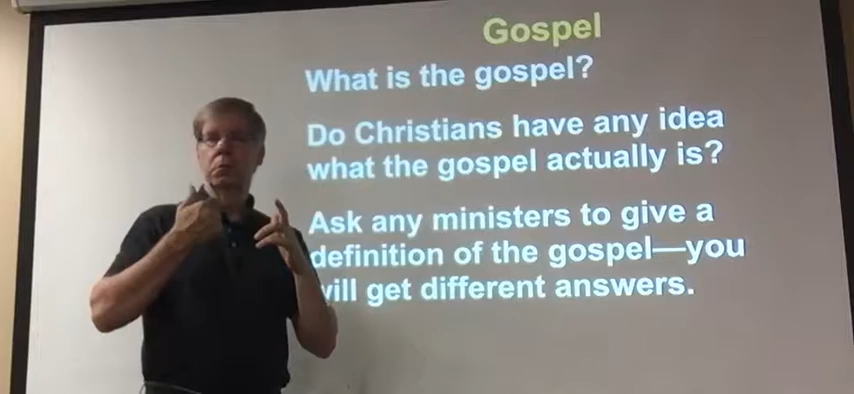 Gospel
What is the gospel?
Do Christians have any idea
what the gospel actually is?
Ask any ministers to give a
definition of the gospel—you
will get different answers.